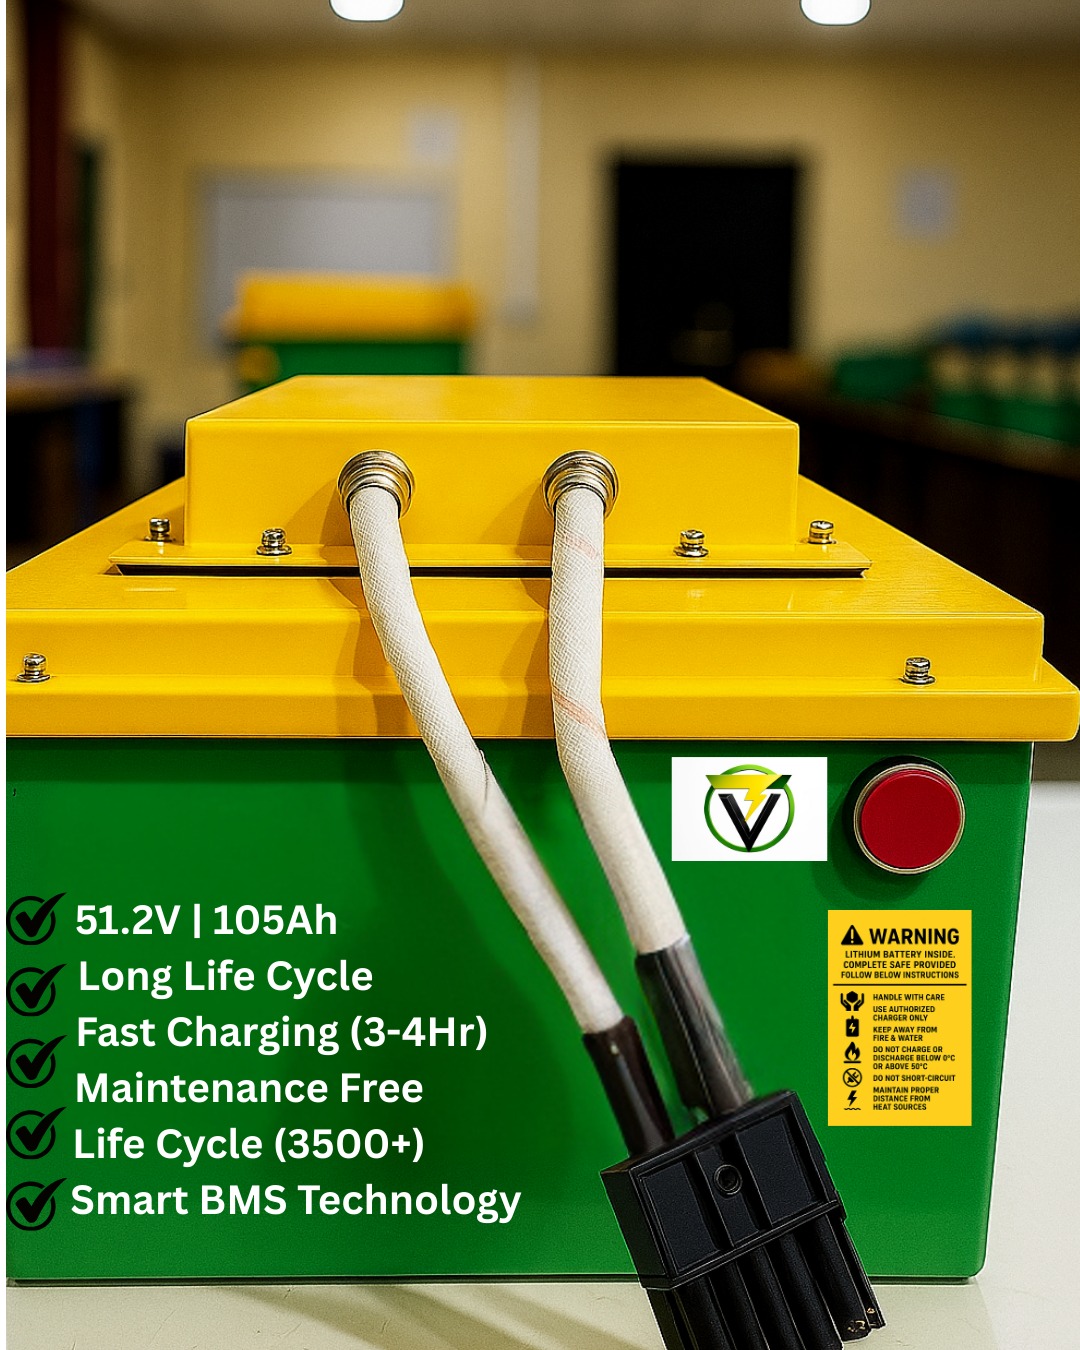 51.2V | 105Ah
Long Life Cycle
Fast Charging (3-4Hr)
Maintenance Free
Life Cycle (3500+)
Smart BMS Technology
V
WARNING
LITHIUM BATTERY INSIDE.
COMPLETE SAFE PROVIDED
FOLLOW BELOW INSTRUCTIONS
HANDLE WITH CARE
USE AUTHORIZED
CHARGER ONLY
KEEP AWAY FROM
FIRE & WATER
DO NOT CHARGE OR
DISCHARGE BELOW 0°C
OR ABOVE 50°C
DO NOT SHORT-CIRCUIT
MAINTAIN PROPER
DISTANCE FROM
HEAT SOURCES